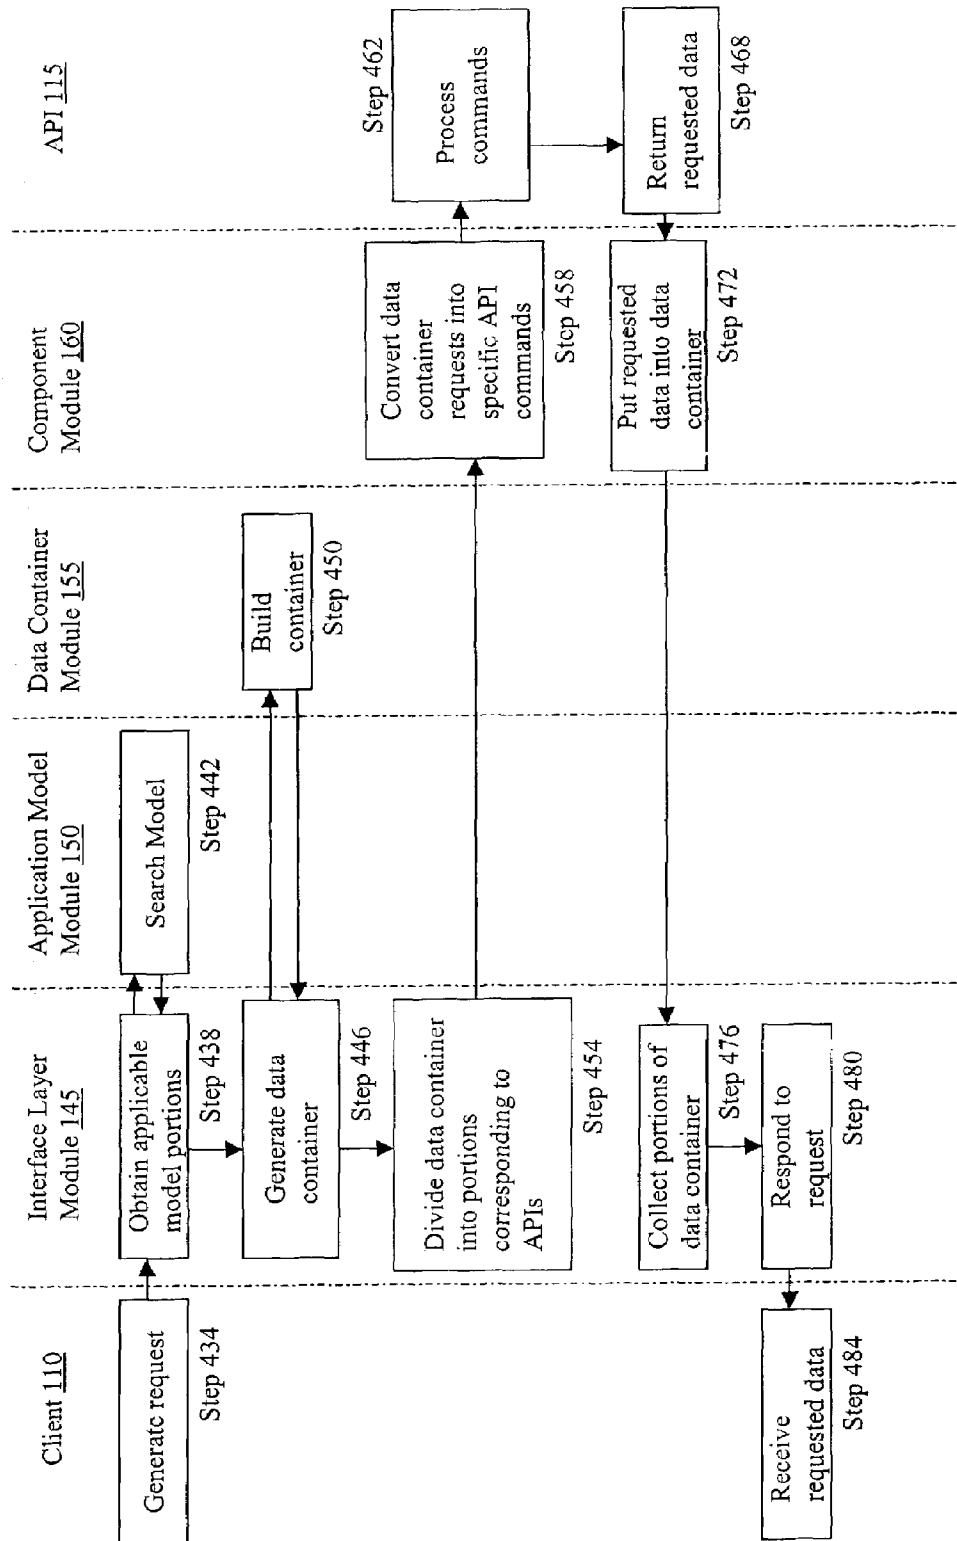 Client 110
Interface Layer
Module 145
Application Model
Module 150
Data Container
Module 155
Component
Module 160
API 115
Generate request
Step 434
Obtain applicable
model portions
Step 438
Search Model
Step 442
Generate data
container
Step 446
Build
container
Step 450
Divide data container
into portions
corresponding to
APIs
Step 454
Convert data
container
requests into
specific API
commands
Step 458
Process
commands
Step 462
Return
requested data
Step 468
Put requested
data into data
container
Step 472
Collect portions of
data container
Step 476
Respond to
request
Step 480
Receive
requested data
Step 484